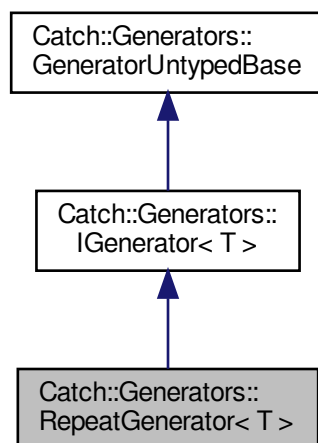 Catch::Generators::
GeneratorUntypedBase
Catch::Generators::
IGenerator< T >
Catch::Generators::
RepeatGenerator< T >